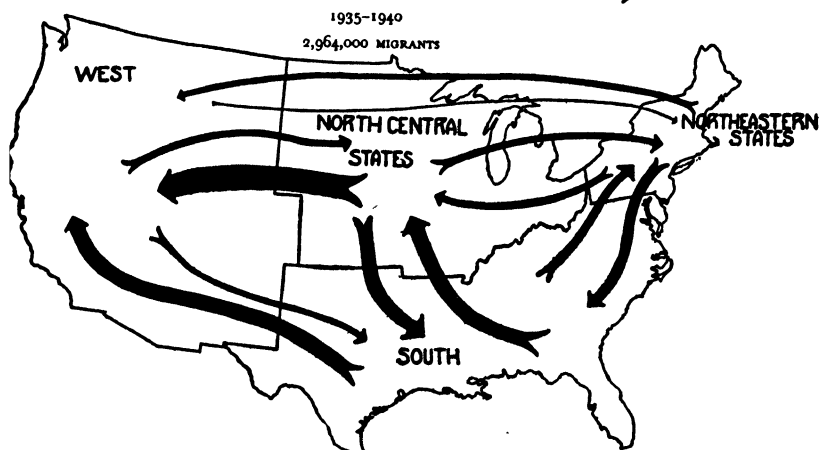 1935–1940
2,964,000 MIGRANTS
WEST
NORTH CENTRAL
STATES
NORTHEASTERN
STATES
SOUTH